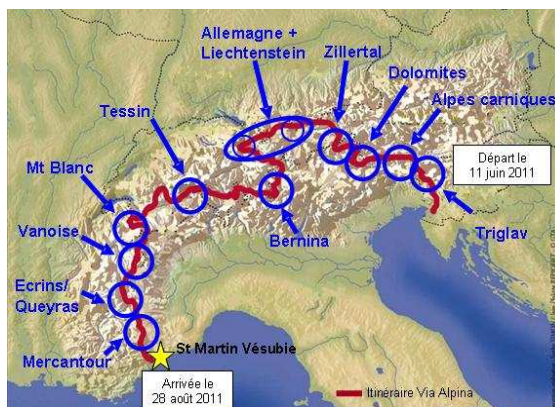 Allemagne +
Liechtenstein
Zillertal
Dolomites
Alpes carniques
Tessin
Mt Blanc
Départ le
11 juin 2011
Vanoise
Triglav
Bernina
Ecrins/
Queyras
Mercantour
St Martin Vésubie
Arrivée le
28 août 2011
Itinéraire Via Alpina